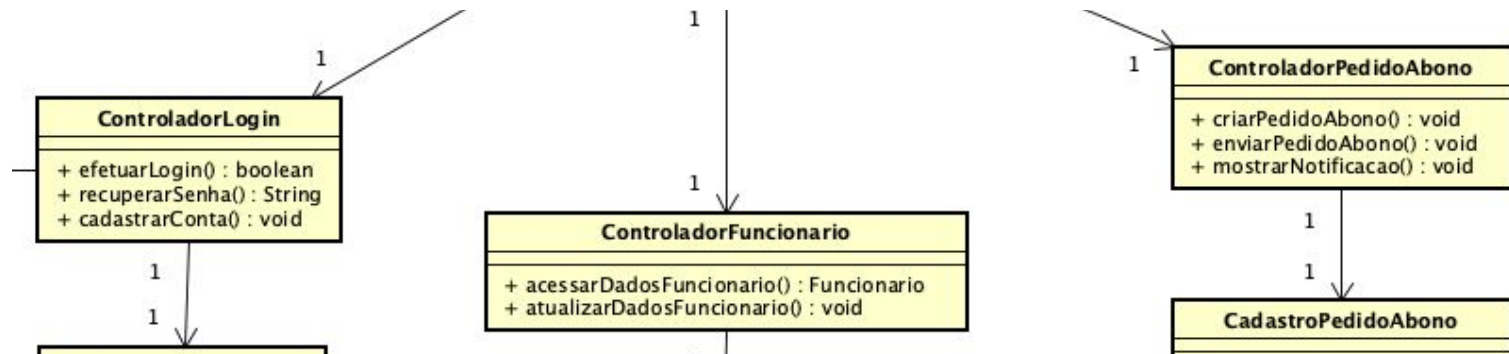 1
1
1
ControladorLogin
+ efetuarLogin() : boolean
+ recuperarSenha() : String
+ cadastrarConta() : void
1
1
1
ControladorFuncionario
+ acessarDadosFuncionario() : Funcionario
+ atualizarDadosFuncionario() : void
ControladorPedidoAbono
+ criarPedidoAbono() : void
+ enviarPedidoAbono() : void
+ mostrarNotificacao() : void
1
1
CadastroPedidoAbono